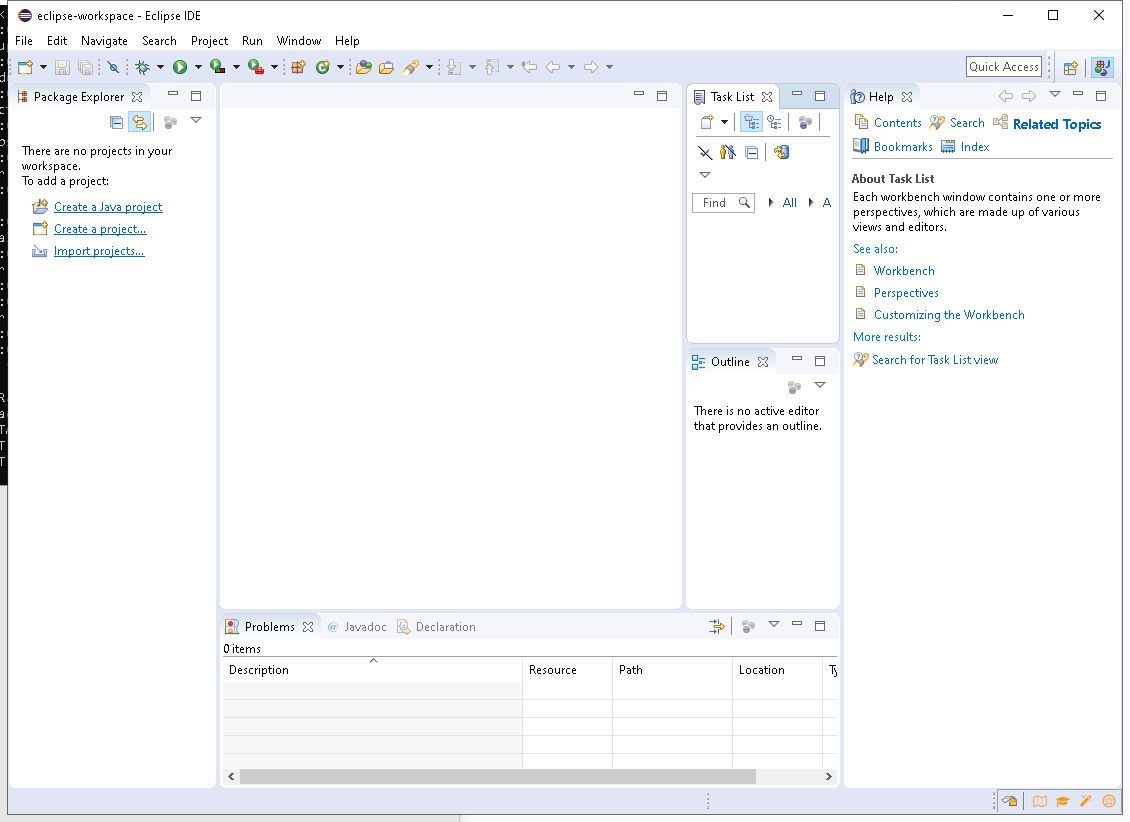 eclipse-workspace - Eclipse IDE
File Edit Navigate Search Project Run Window Help
Quick Access
Package Explorer
There are no projects in your
workspace.
To add a project:
Create a Java project
Create a project...
Import projects...
Task List
Find All A
Outline
There is no active editor
that provides an outline.
Help
Contents Search Related Topics
Bookmarks Index
About Task List
Each workbench window contains one or more
perspectives, which are made up of various
views and editors.
See also:
Workbench
Perspectives
Customizing the Workbench
More results:
Search for Task List view
Problems @ Javadoc Declaration
0 items
Description Resource Path Location Ty